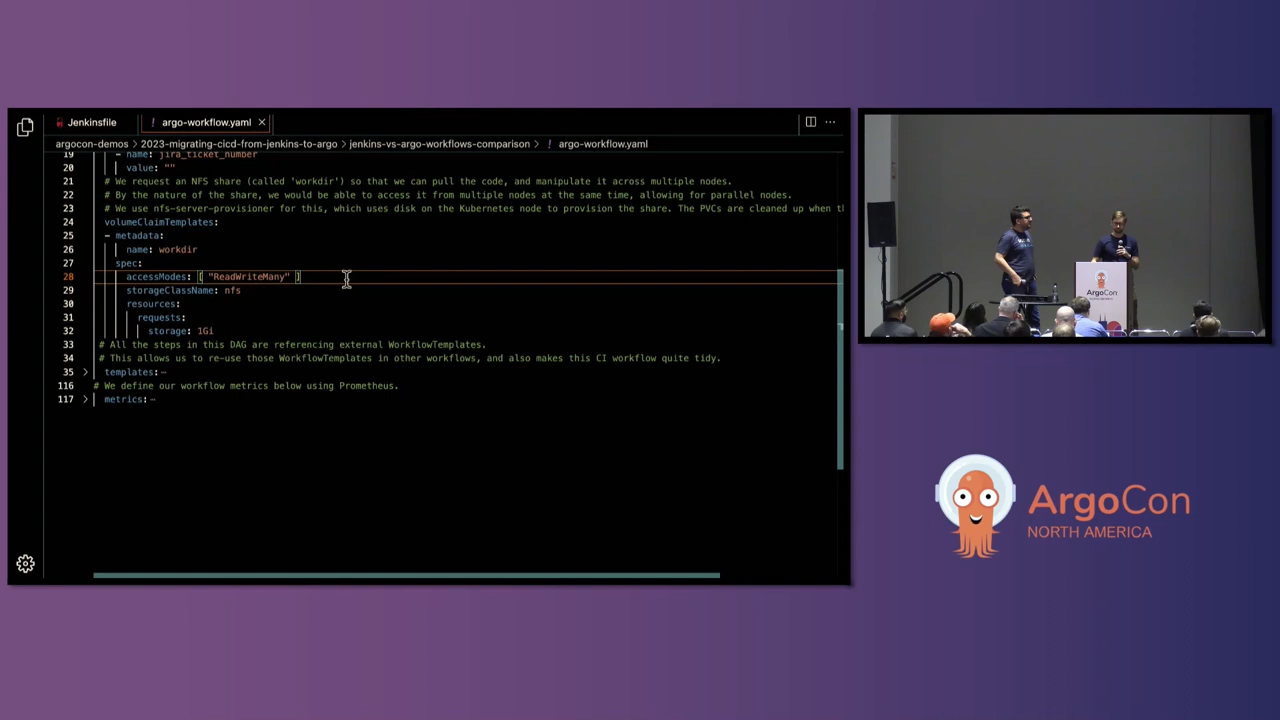 Jenkinsfile
! argo-workflow.yaml ×
argocon-demos > 2023-migrating-cicd-from-jenkins-to-argo > jenkins-vs-argo-workflows-comparison > ! argo-workflow.yaml
19 - name: jira_ticket_number
20 value: ""
21 # We request an NFS share (called 'workdir') so that we can pull the code, and manipulate it across multiple nodes.
22 # By the nature of the share, we would be able to access it from multiple nodes at the same time, allowing for parallel nodes.
23 # We use nfs-server-provisioner for this, which uses disk on the Kubernetes node to provision the share. The PVCs are cleaned up when th
24 volumeClaimTemplates:
25 - metadata:
26 name: workdir
27 spec:
28 accessModes: [ "ReadWriteMany" ]
29 storageClassName: nfs
30 resources:
31 requests:
32 storage: 1Gi
33 # All the steps in this DAG are referencing external WorkflowTemplates.
34 # This allows us to re-use those WorkflowTemplates in other workflows, and also makes this CI workflow quite tidy.
35 > templates:⋯
116 # We define our workflow metrics below using Prometheus.
117 > metrics:⋯
ArgoCon
ArgoCon
NORTH AMERICA